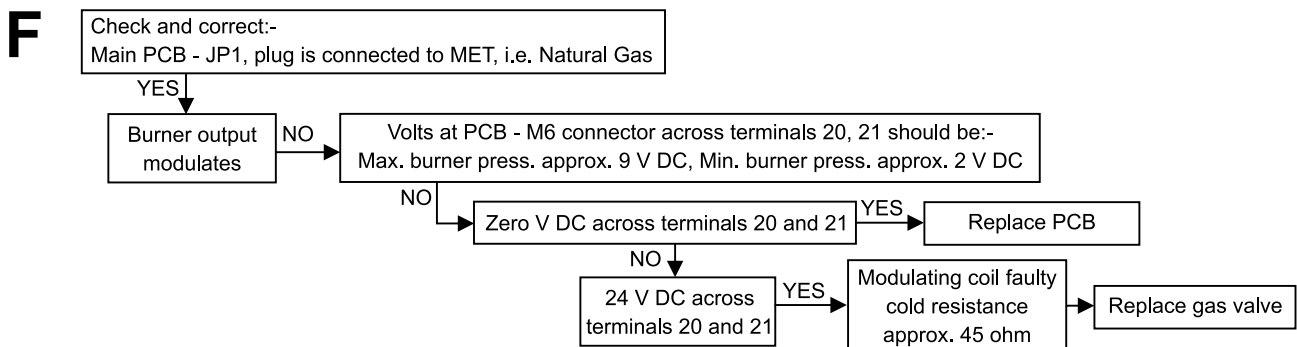 F
Check and correct:-
Main PCB - JP1, plug is connected to MET, i.e. Natural Gas
YES
Burner output
modulates
NO
Volts at PCB - M6 connector across terminals 20, 21 should be:-
Max. burner press. approx. 9 V DC, Min. burner press. approx. 2 V DC
NO
Zero V DC across terminals 20 and 21
YES
Replace PCB
NO
24 V DC across
terminals 20 and 21
YES
Modulating coil faulty
cold resistance
approx. 45 ohm
Replace gas valve